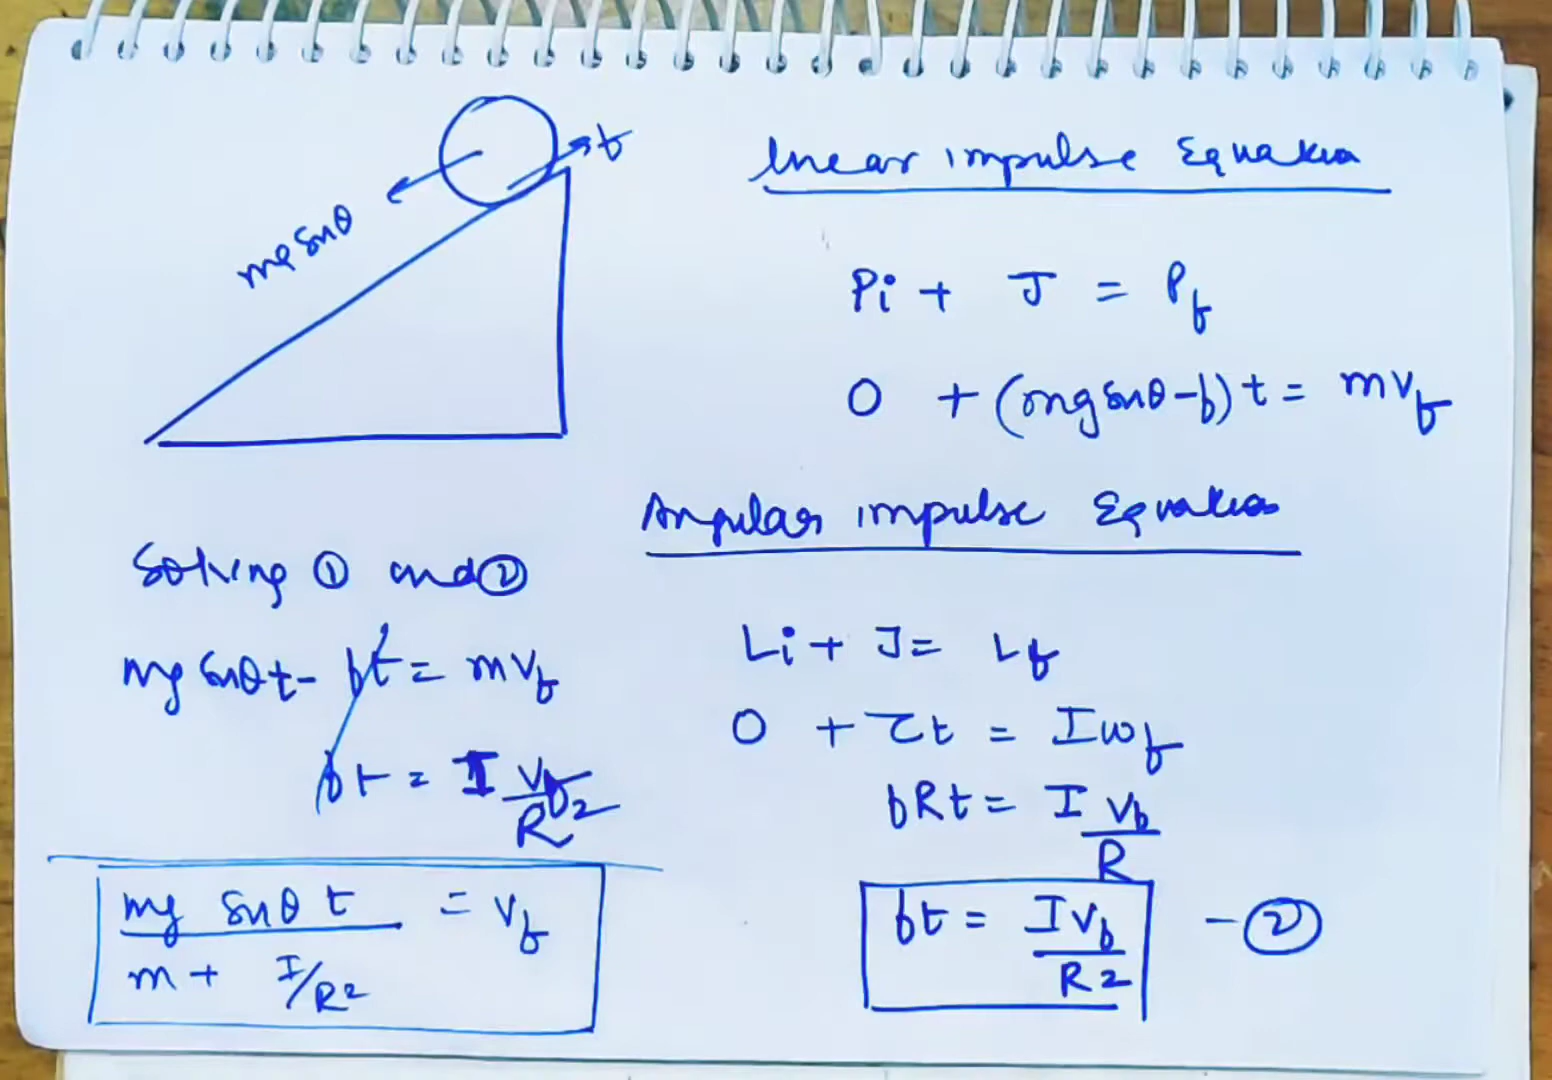 f
mg sinθ
linear impulse Equation
Pi + J = Pf
0 + (mg sinθ-f) t = mvf
Angular impulse Equation
Li + J = Lf
0 + τt = Iωf
fRt = I vf/R
ft = Ivf/R2 - ②
Solving ① and ②
mg sinθt - ft = mvf
ft = I vf/R2
mg sinθ t / m + I/R2 = vf